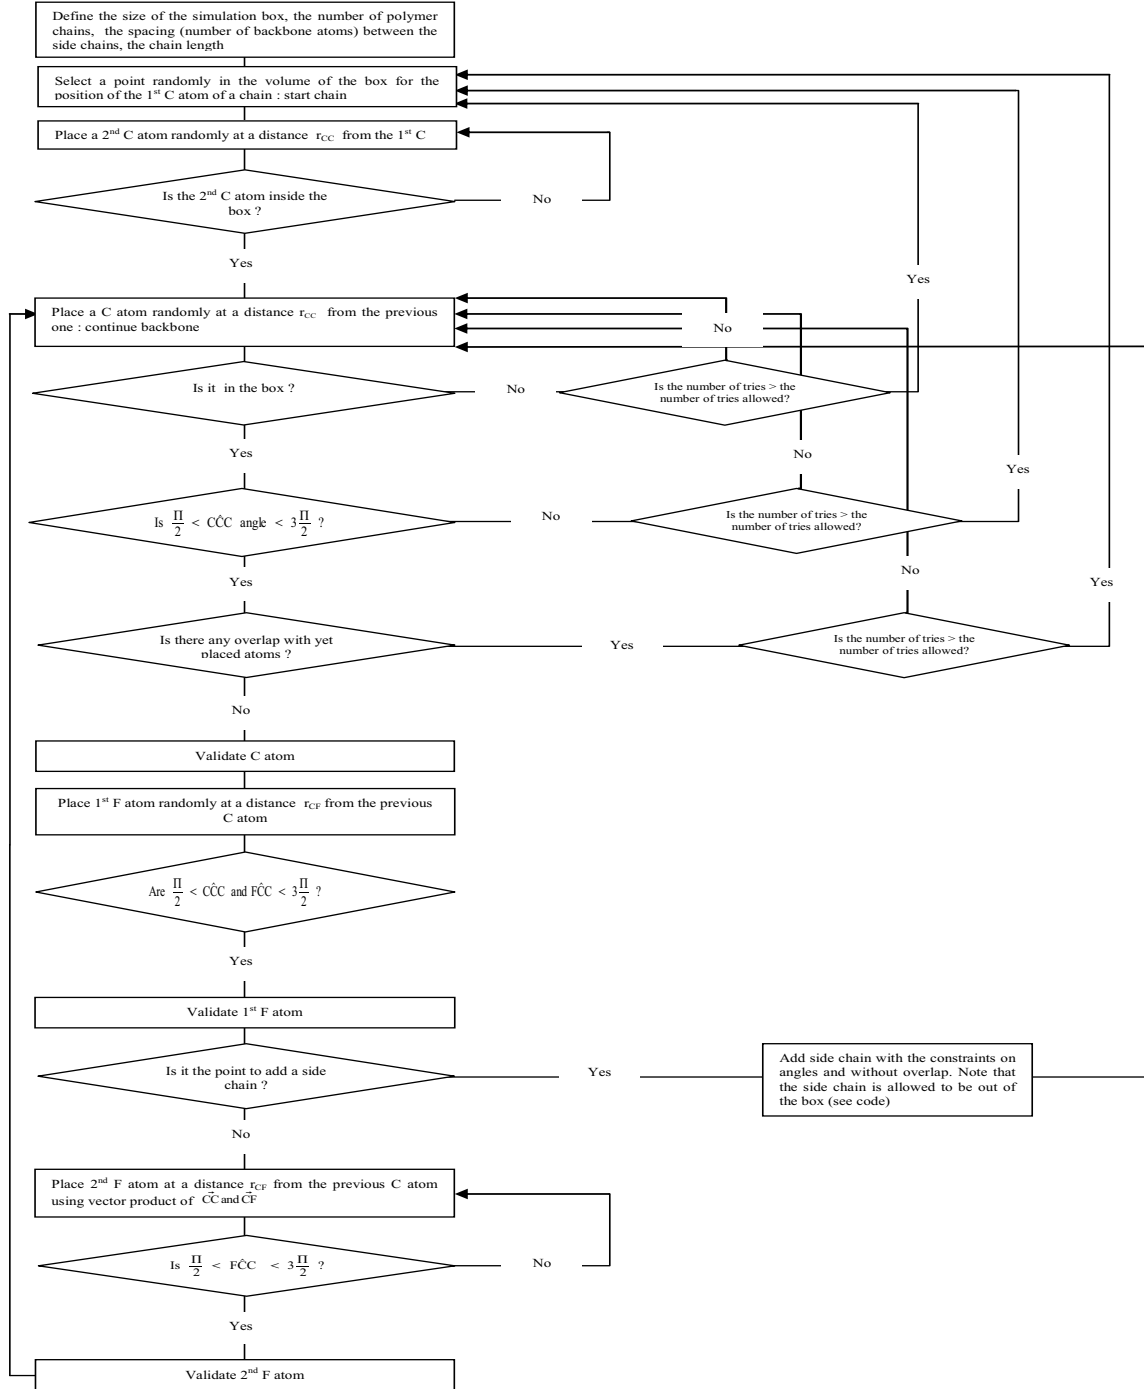 Define the size of the simulation box, the number of polymer
chains, the spacing (number of backbone atoms) between the
side chains, the chain length
Select a point randomly in the volume of the box for the
position of the 1st C atom of a chain : start chain
Place a 2nd C atom randomly at a distance rCC from the 1st C
Is the 2nd C atom inside the
box ?
No
Yes
Yes
Place a C atom randomly at a distance rCC from the previous
one : continue backbone
No
Is it in the box ?
No
Is the number of tries > the
number of tries allowed?
Yes
No
Yes
Is Π/2 < CĈC angle < 3 Π/2 ?
No
Is the number of tries > the
number of tries allowed?
Yes
No
Yes
Is there any overlap with yet
placed atoms ?
Yes
Is the number of tries > the
number of tries allowed?
No
Validate C atom
Place 1st F atom randomly at a distance rCF from the previous
C atom
Are Π/2 < CĈC and FĈC < 3 Π/2 ?
Yes
Validate 1st F atom
Is it the point to add a side
chain ?
Yes
Add side chain with the constraints on
angles and without overlap. Note that
the side chain is allowed to be out of
the box (see code)
No
Place 2nd F atom at a distance rCF from the previous C atom
using vector product of C⃗C and C⃗F
Is Π/2 < FĈC < 3 Π/2 ?
No
Yes
Validate 2nd F atom